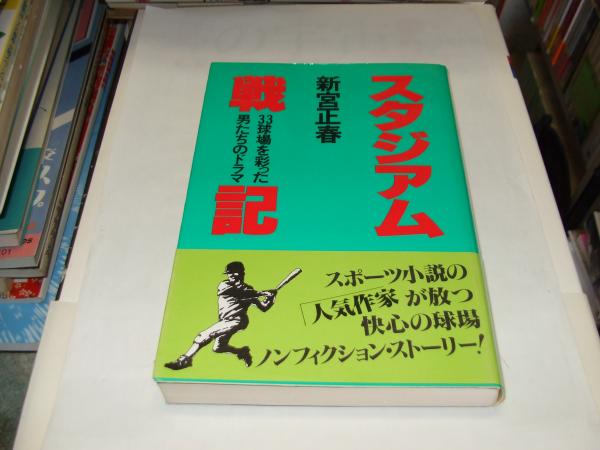 スタジアム
戦記
新宮正春
33球場を彩った
男たちのドラマ
スポーツ小説の
「人気作家」が放つ
快心の球場
ノンフィクション・ストーリー!